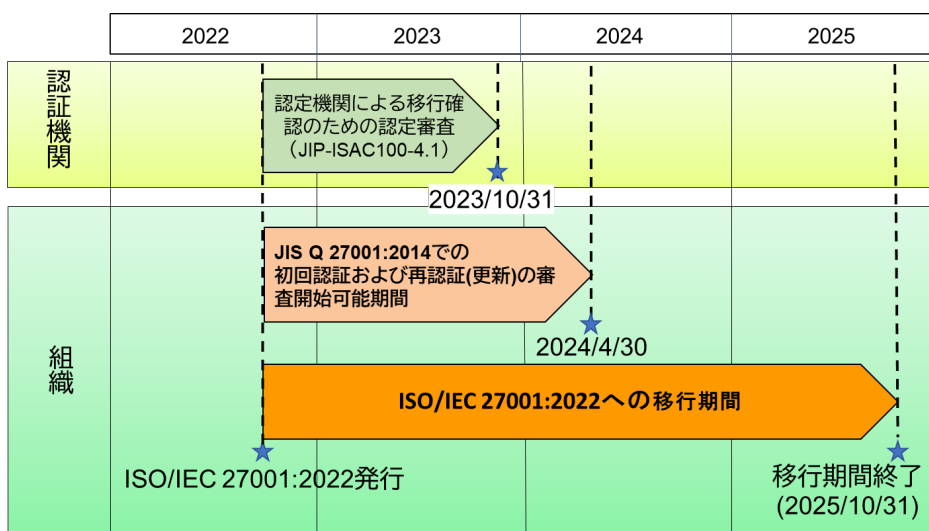 2022
2023
2024
2025
認証機関
認定機関による移行確
認のための認定審査
（JIP-ISAC100-4.1）
2023/10/31
組織
JIS Q 27001:2014での
初回認証および再認証(更新)の審
査開始可能期間
2024/4/30
ISO/IEC 27001:2022への移行期間
ISO/IEC 27001:2022発行
移行期間終了
(2025/10/31)